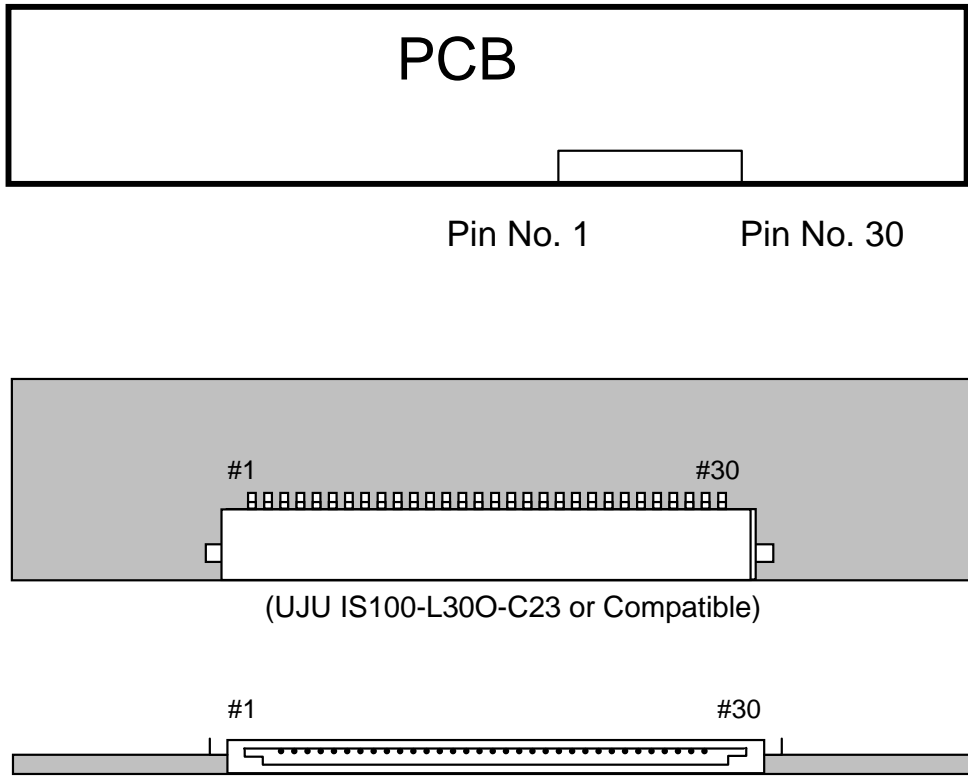 PCB
Pin No. 1 Pin No. 30
#1 #30
(UJU IS100-L30O-C23 or Compatible)
#1 #30